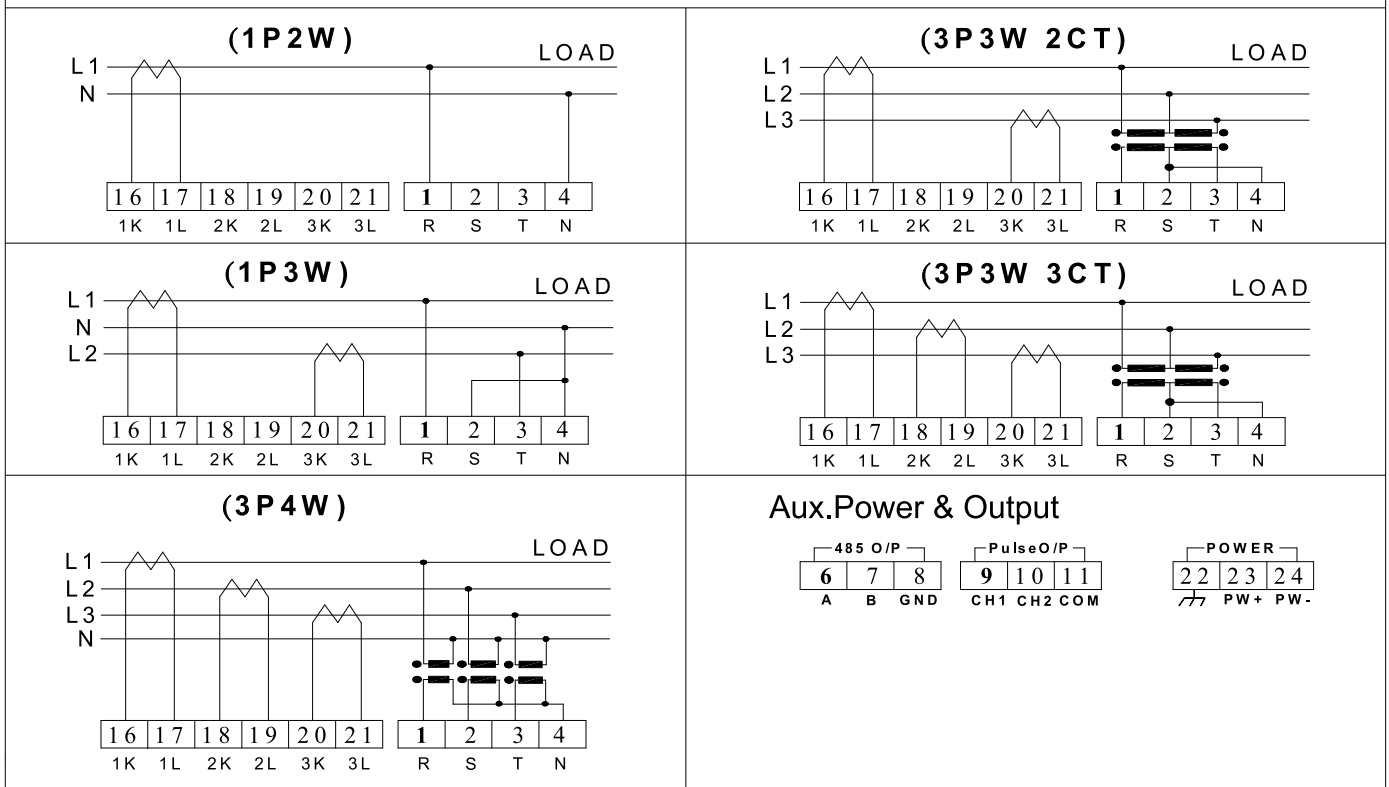 (1P2W)
LOAD
L1
N
16 17 18 19 20 21 1 2 3 4
1K 1L 2K 2L 3K 3L R S T N
(3P3W 2CT)
LOAD
L1
L2
L3
16 17 18 19 20 21 1 2 3 4
1K 1L 2K 2L 3K 3L R S T N
(1P3W)
LOAD
L1
N
L2
16 17 18 19 20 21 1 2 3 4
1K 1L 2K 2L 3K 3L R S T N
(3P3W 3CT)
LOAD
L1
L2
L3
16 17 18 19 20 21 1 2 3 4
1K 1L 2K 2L 3K 3L R S T N
(3P4W)
LOAD
L1
L2
L3
N
16 17 18 19 20 21 1 2 3 4
1K 1L 2K 2L 3K 3L R S T N
Aux.Power & Output
485 O/P PulseO/P POWER
6 7 8 9 10 11 22 23 24
A B GND CH1 CH2 COM PW+ PW-